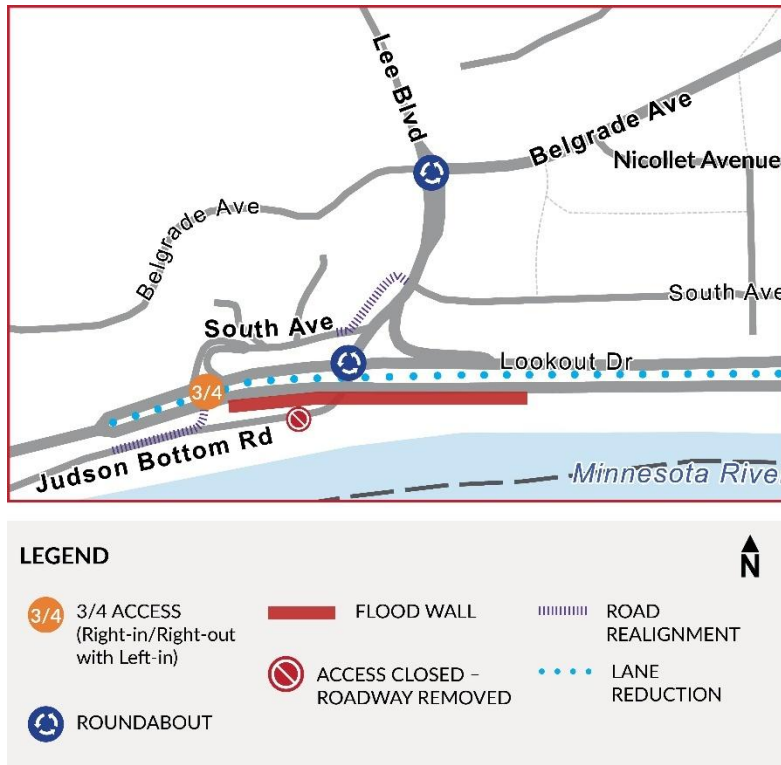 Lee Blvd
Belgrade Ave
Nicollet Avenue
Belgrade Ave
South Ave
South Ave
Lookout Dr
3/4
Judson Bottom Rd
Minnesota River
LEGEND
N
3/4
3/4 ACCESS
(Right-in/Right-out
with Left-in)
FLOOD WALL
ROAD
REALIGNMENT
ACCESS CLOSED –
ROADWAY REMOVED
LANE
REDUCTION
ROUNDABOUT